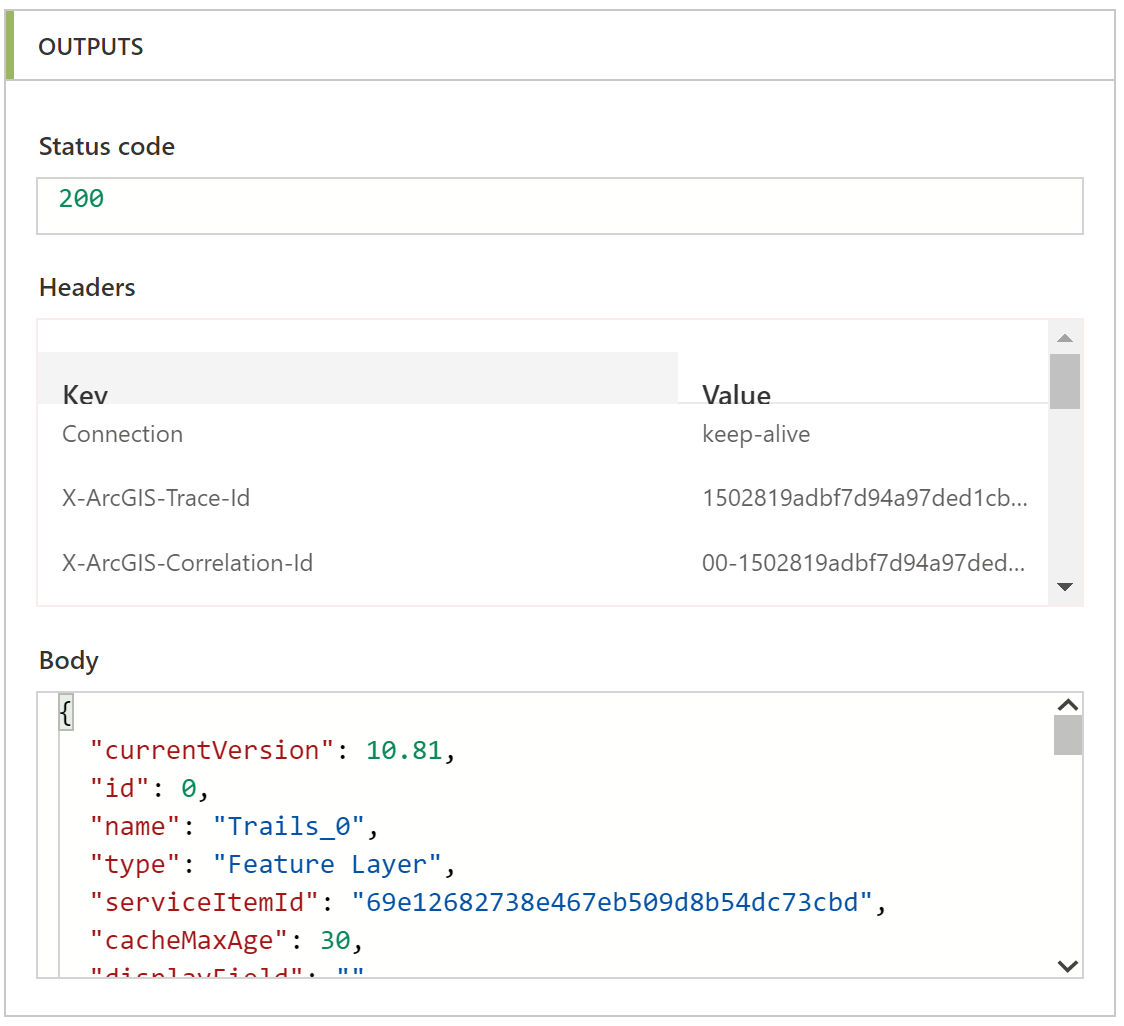 OUTPUTS
Status code
200
Headers
Key Value
Connection keep-alive
X-ArcGIS-Trace-Id 1502819adbf7d94a97ded1cb...
X-ArcGIS-Correlation-Id 00-1502819adbf7d94a97ded...
Body
{
"currentVersion": 10.81,
"id": 0,
"name": "Trails_0",
"type": "Feature Layer",
"serviceItemId": "69e12682738e467eb509d8b54dc73cbd",
"cacheMaxAge": 30,
"displayField": ""